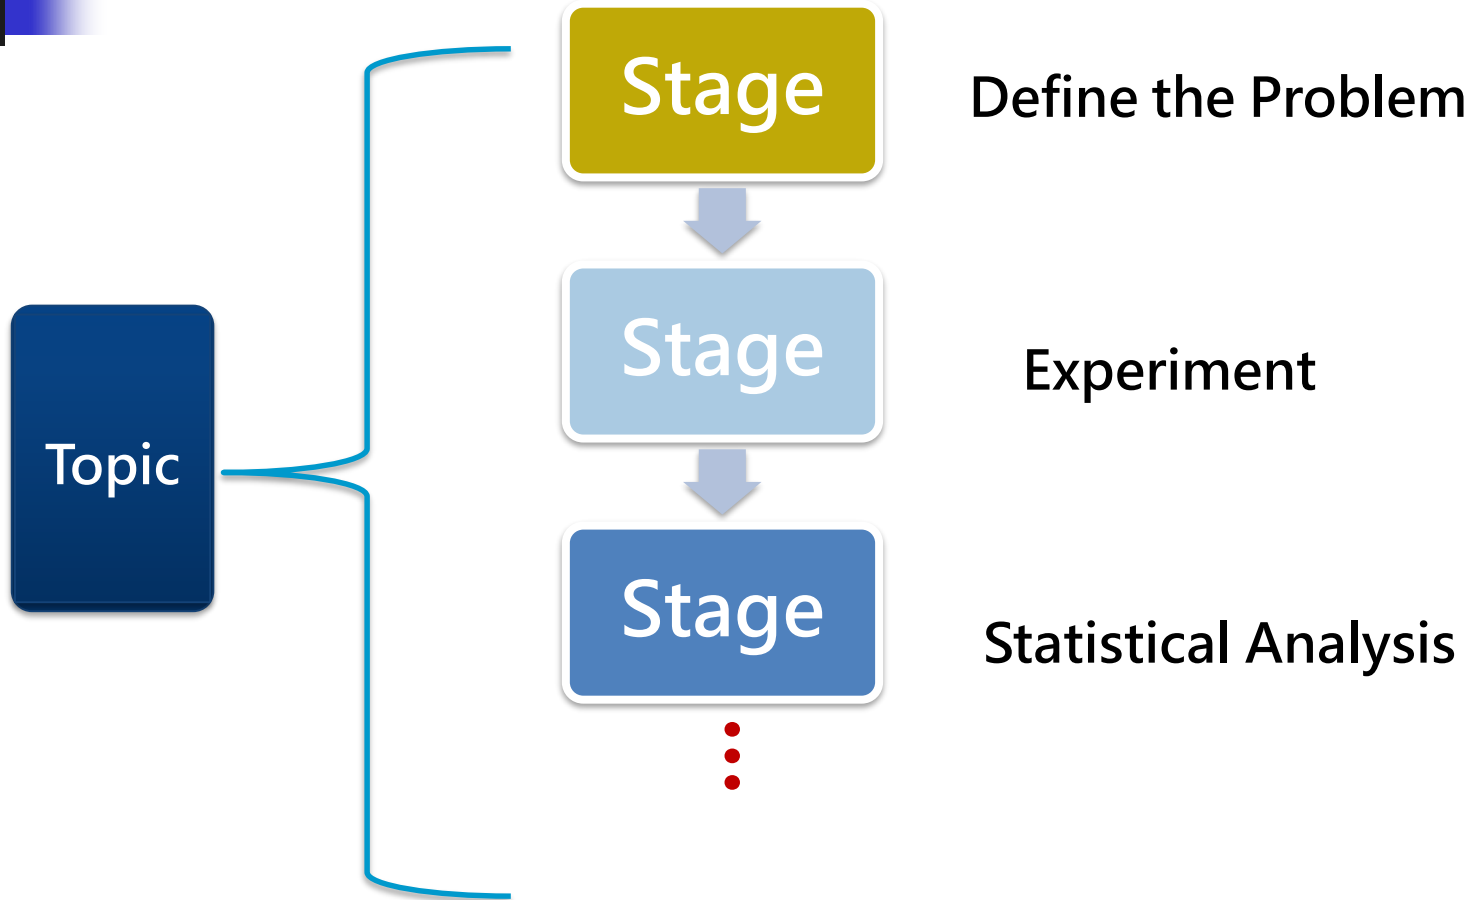 Stage
Define the Problem
Stage
Experiment
Topic
Stage
Statistical Analysis